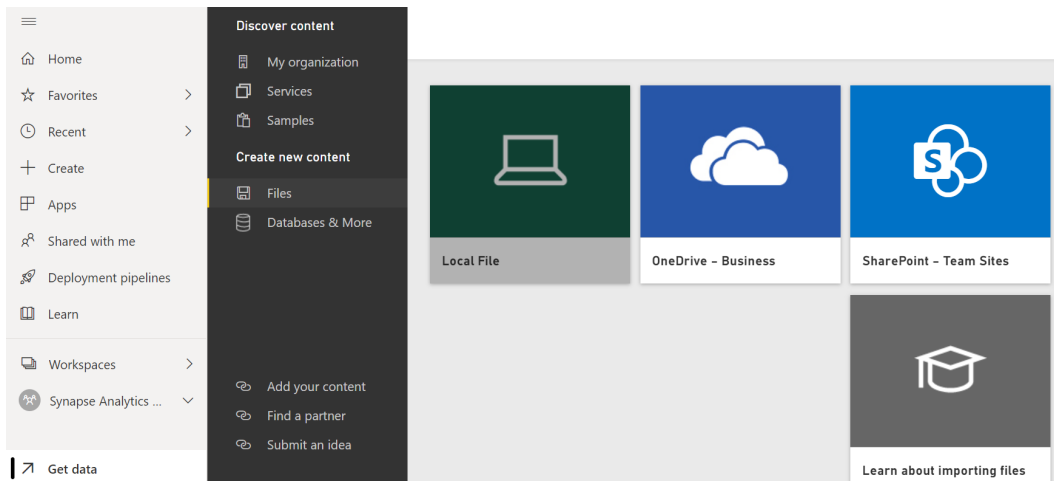 Home
Favorites
Recent
Create
Apps
Shared with me
Deployment pipelines
Learn
Workspaces
Synapse Analytics ...
Get data
Discover content
My organization
Services
Samples
Create new content
Files
Databases & More
Add your content
Find a partner
Submit an idea
Local File
OneDrive – Business
S
SharePoint – Team Sites
Learn about importing files